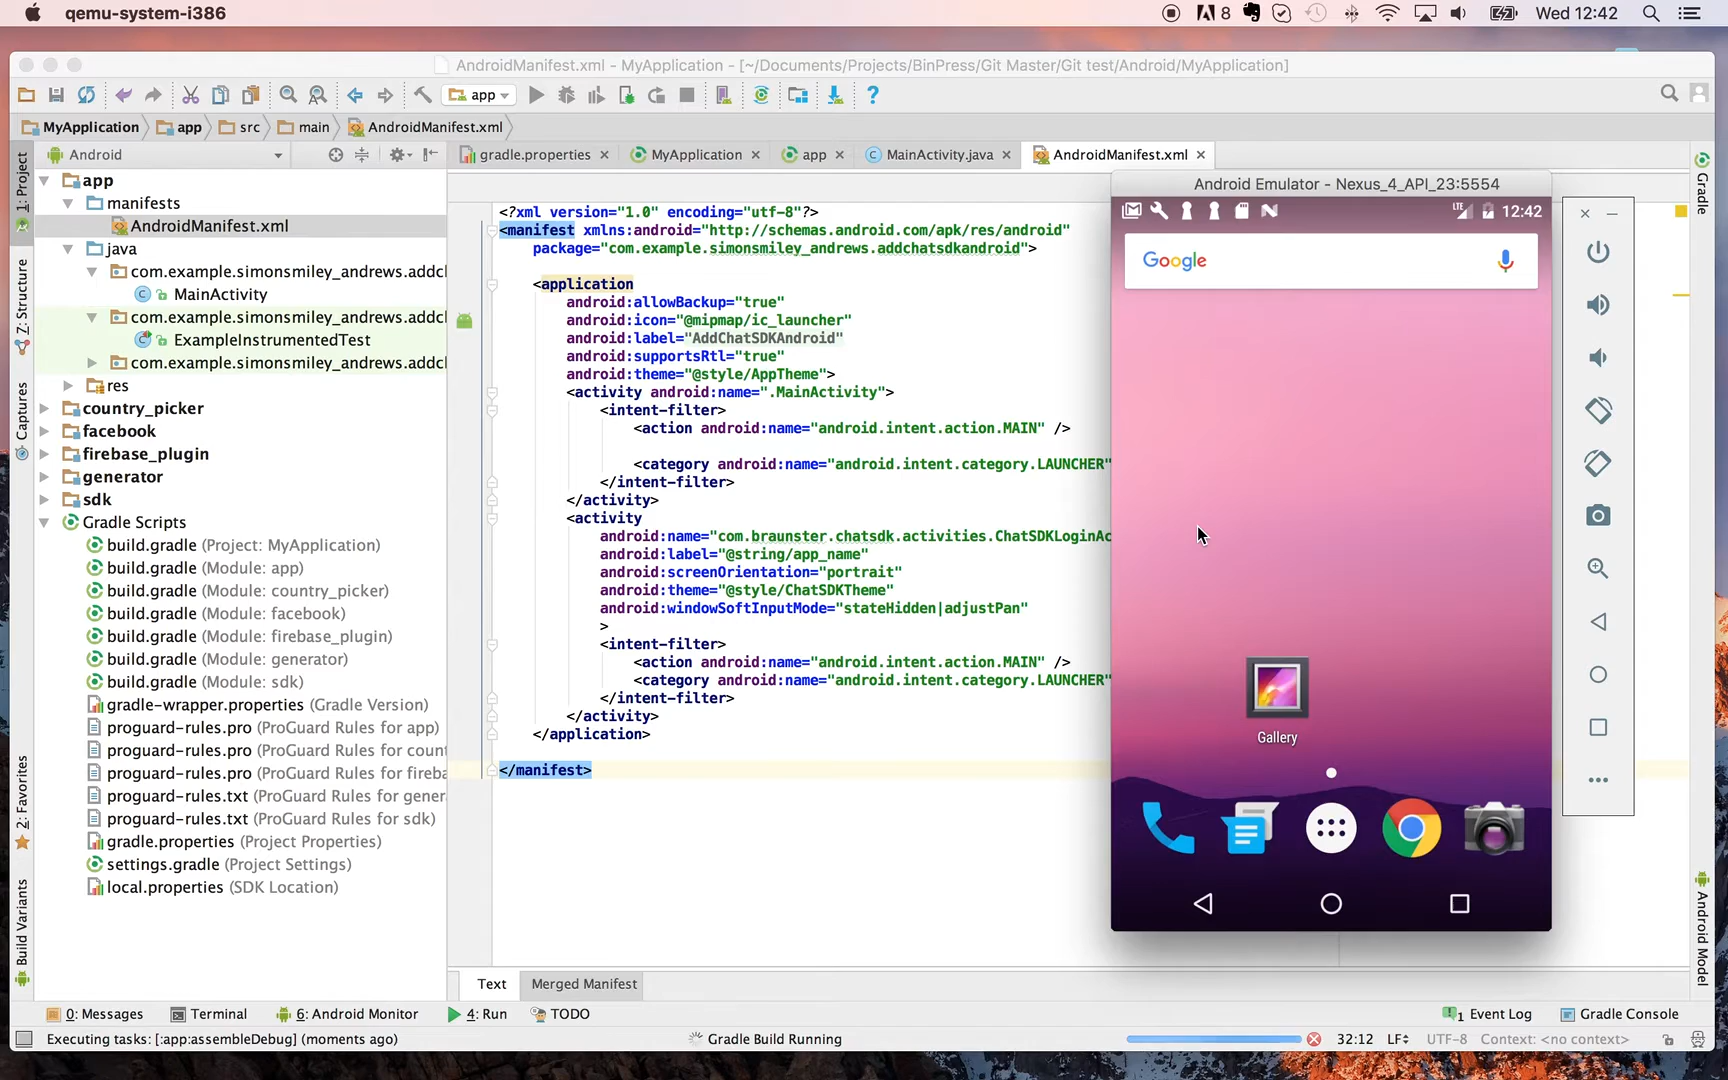 qemu-system-i386
8
Wed 12:42
AndroidManifest.xml - MyApplication - [~/Documents/Projects/BinPress/Git Master/Git test/Android/MyApplication]
app
MyApplication
app
src
main
AndroidManifest.xml
1: Project
Android
gradle.properties
MyApplication
app
MainActivity.java
AndroidManifest.xml
Gradle
app
manifests
AndroidManifest.xml
java
com.example.simonsmiley_andrews.addcl
MainActivity
com.example.simonsmiley_andrews.addcl
ExampleInstrumentedTest
com.example.simonsmiley_andrews.addcl
res
country_picker
facebook
firebase_plugin
generator
sdk
Gradle Scripts
build.gradle (Project: MyApplication)
build.gradle (Module: app)
build.gradle (Module: country_picker)
build.gradle (Module: facebook)
build.gradle (Module: firebase_plugin)
build.gradle (Module: generator)
build.gradle (Module: sdk)
gradle-wrapper.properties (Gradle Version)
proguard-rules.pro (ProGuard Rules for app)
proguard-rules.pro (ProGuard Rules for coun
proguard-rules.pro (ProGuard Rules for fireba
proguard-rules.txt (ProGuard Rules for gener
proguard-rules.txt (ProGuard Rules for sdk)
gradle.properties (Project Properties)
settings.gradle (Project Settings)
local.properties (SDK Location)
Z: Structure
Captures
2: Favorites
Build Variants
<?xml version="1.0" encoding="utf-8"?>
<manifest xmlns:android="http://schemas.android.com/apk/res/android"
package="com.example.simonsmiley_andrews.addchatsdkandroid">
<application
android:allowBackup="true"
android:icon="@mipmap/ic_launcher"
android:label="AddChatSDKAndroid"
android:supportsRtl="true"
android:theme="@style/AppTheme">
<activity android:name=".MainActivity">
<intent-filter>
<action android:name="android.intent.action.MAIN" />
<category android:name="android.intent.category.LAUNCHER"
</intent-filter>
</activity>
<activity
android:name="com.braunster.chatsdk.activities.ChatSDKLoginAc
android:label="@string/app_name"
android:screenOrientation="portrait"
android:theme="@style/ChatSDKTheme"
android:windowSoftInputMode="stateHidden|adjustPan"
>
<intent-filter>
<action android:name="android.intent.action.MAIN" />
<category android:name="android.intent.category.LAUNCHER"
</intent-filter>
</activity>
</application>
</manifest>
Android Emulator - Nexus_4_API_23:5554
LTE
12:42
Google
Gallery
Android Model
Text
Merged Manifest
0: Messages
Terminal
6: Android Monitor
4: Run
TODO
1
Event Log
Gradle Console
Executing tasks: [:app:assembleDebug] (moments ago)
Gradle Build Running
32:12
LF
UTF-8
Context: <no context>